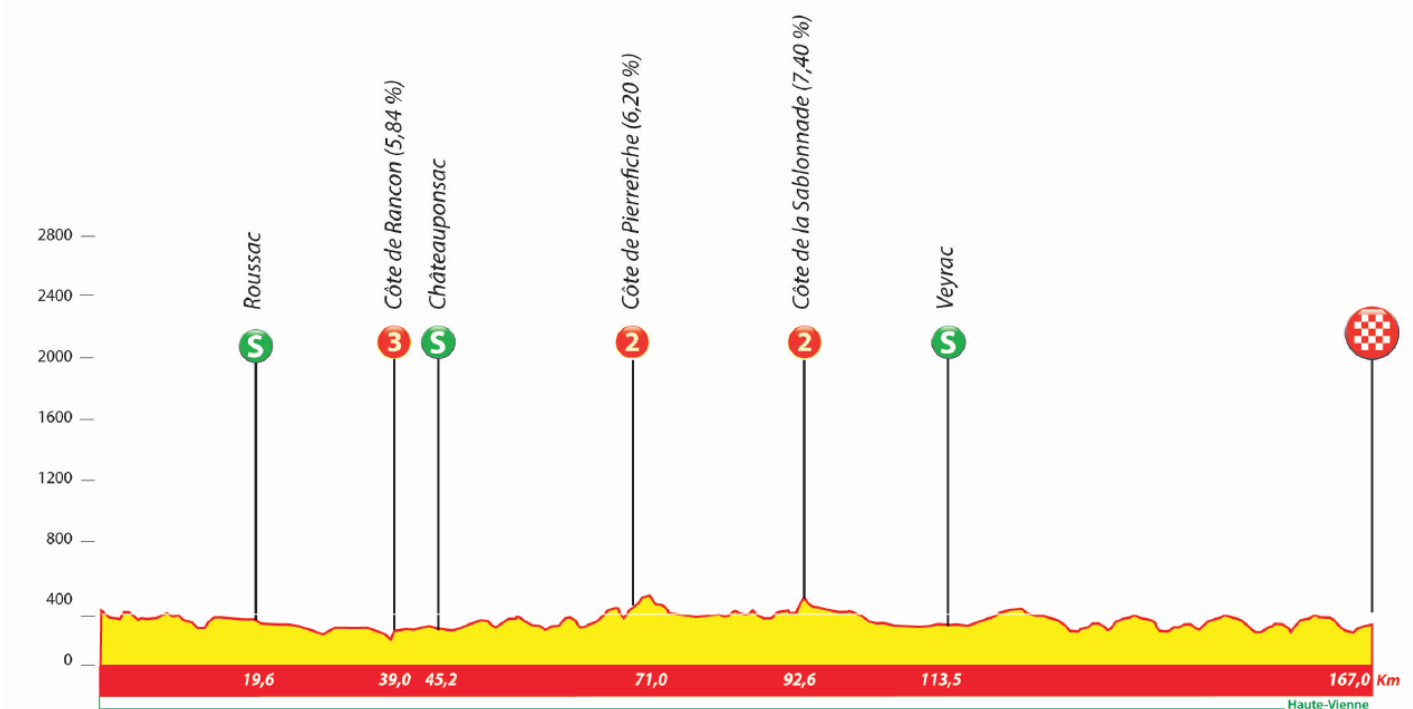 Roussac
Côte de Rancon (5,84 %)
Châteauponsac
Côte de Pierrefiche (6,20 %)
Côte de la Sablonnade (7,40 %)
Veyrac
S
3
S
2
2
S
2800
2400
2000
1600
1200
800
400
0
19,6
39,0
45,2
71,0
92,6
113,5
167,0 Km
Haute-Vienne